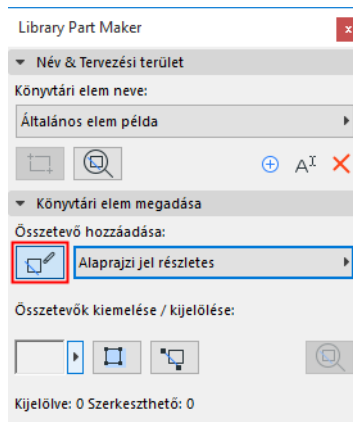 Library Part Maker
x
Név & Tervezési terület
Könyvtári elem neve:
Általános elem példa
Könyvtári elem megadása
Összetevő hozzáadása:
Alaprajzi jel részletes
Összetevők kiemelése / kijelölése:
Kijelölve: 0 Szerkeszthető: 0